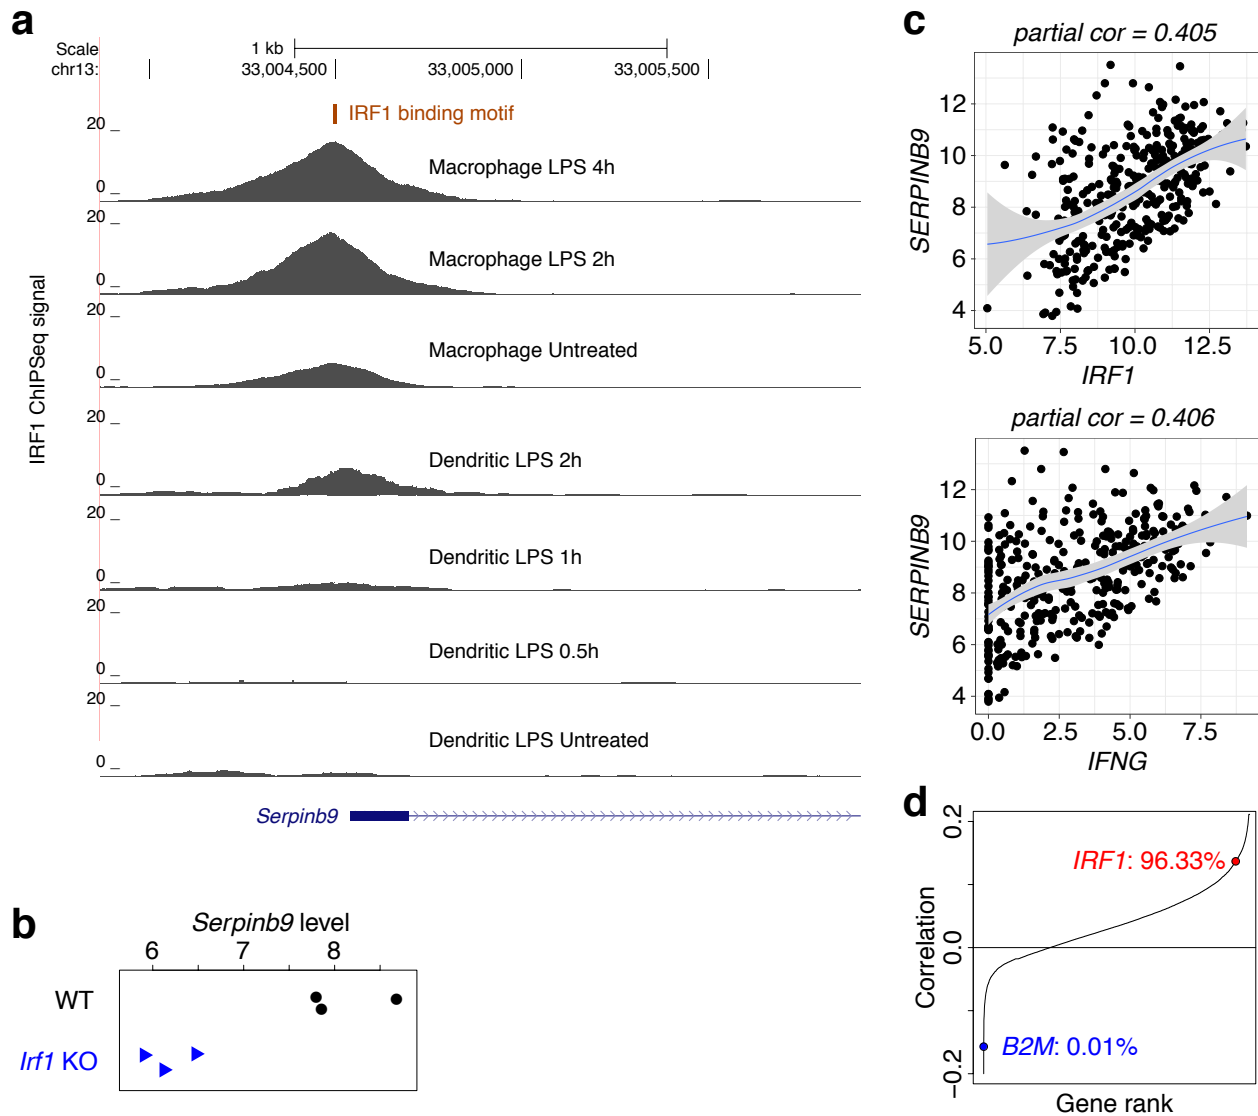 a
Scale
1 kb
chr13:
33,004,500
33,005,000
33,005,500
IRF1 binding motif
IRF1 ChIPSeq signal
20
0
Macrophage LPS 4h
20
0
Macrophage LPS 2h
20
0
Macrophage Untreated
20
0
Dendritic LPS 2h
20
0
Dendritic LPS 1h
20
0
Dendritic LPS 0.5h
20
0
Dendritic LPS Untreated
Serpinb9
b
Serpinb9 level
6 7 8
WT
Irf1 KO
c
partial cor = 0.405
SERPINB9
12
10
8
6
4
5.0 7.5 10.0 12.5
IRF1
partial cor = 0.406
SERPINB9
12
10
8
6
4
0.0 2.5 5.0 7.5
IFNG
d
Correlation
0.2
0.0
-0.2
IRF1: 96.33%
B2M: 0.01%
Gene rank